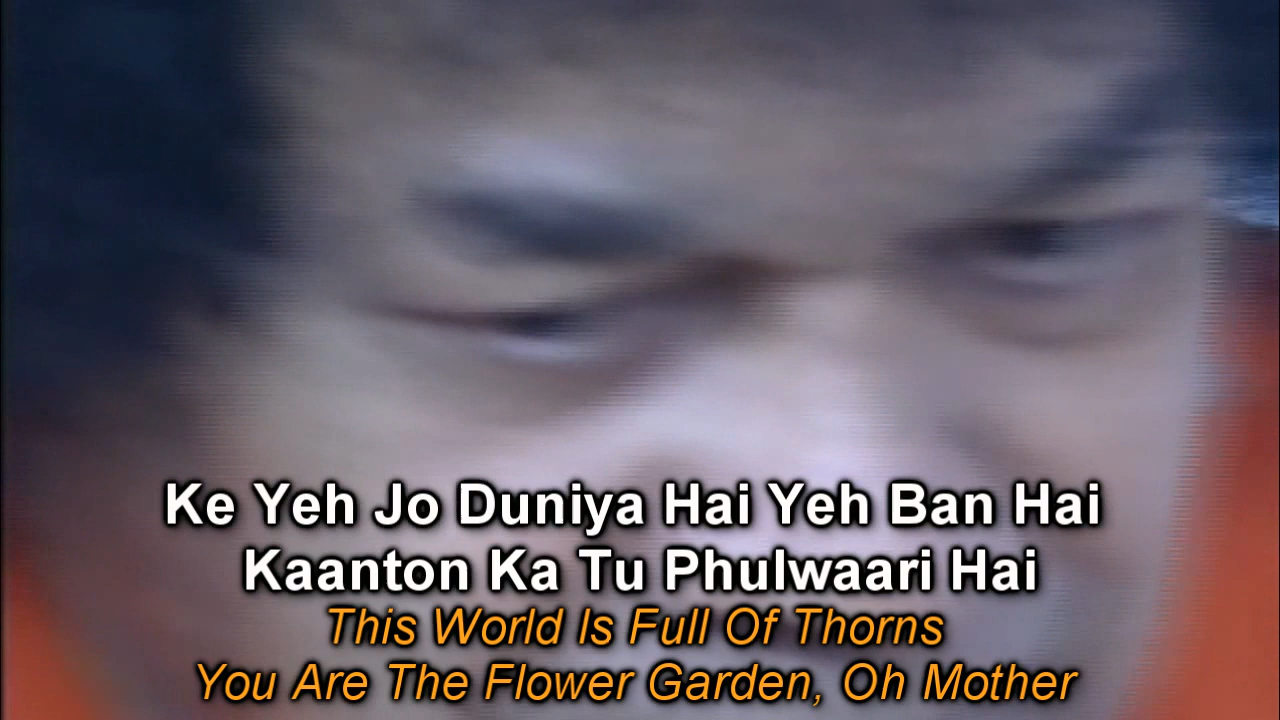 Ke Yeh Jo Duniya Hai Yeh Ban Hai
Kaanton Ka Tu Phulwaari Hai
This World Is Full Of Thorns
You Are The Flower Garden, Oh Mother